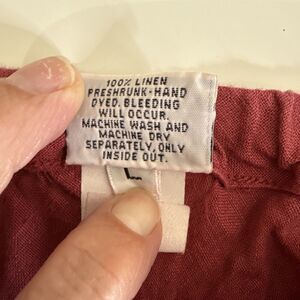 100% LINEN
PRESHRUNK-HAND
DYED. BLEEDING
WILL OCCUR.
MACHINE WASH AND
MACHINE DRY
SEPARATELY, ONLY
INSIDE OUT.
L